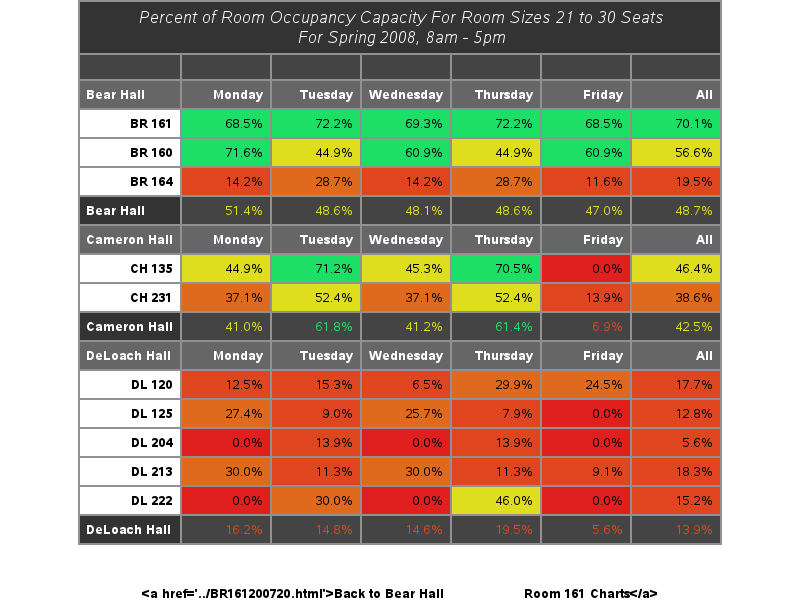 Percent of Room Occupancy Capacity For Room Sizes 21 to 30 Seats
For Spring 2008, 8am - 5pm
Bear Hall Monday Tuesday Wednesday Thursday Friday All
BR 161 68.5% 72.2% 69.3% 72.2% 68.5% 70.1%
BR 160 71.6% 44.9% 60.9% 44.9% 60.9% 56.6%
BR 164 14.2% 28.7% 14.2% 28.7% 11.6% 19.5%
Bear Hall 51.4% 48.6% 48.1% 48.6% 47.0% 48.7%
Cameron Hall Monday Tuesday Wednesday Thursday Friday All
CH 135 44.9% 71.2% 45.3% 70.5% 0.0% 46.4%
CH 231 37.1% 52.4% 37.1% 52.4% 13.9% 38.6%
Cameron Hall 41.0% 61.8% 41.2% 61.4% 6.9% 42.5%
DeLoach Hall Monday Tuesday Wednesday Thursday Friday All
DL 120 12.5% 15.3% 6.5% 29.9% 24.5% 17.7%
DL 125 27.4% 9.0% 25.7% 7.9% 0.0% 12.8%
DL 204 0.0% 13.9% 0.0% 13.9% 0.0% 5.6%
DL 213 30.0% 11.3% 30.0% 11.3% 9.1% 18.3%
DL 222 0.0% 30.0% 0.0% 46.0% 0.0% 15.2%
DeLoach Hall 16.2% 14.8% 14.6% 19.5% 5.6% 13.9%
<a href='../BR161200720.html'>Back to Bear Hall Room 161 Charts</a>